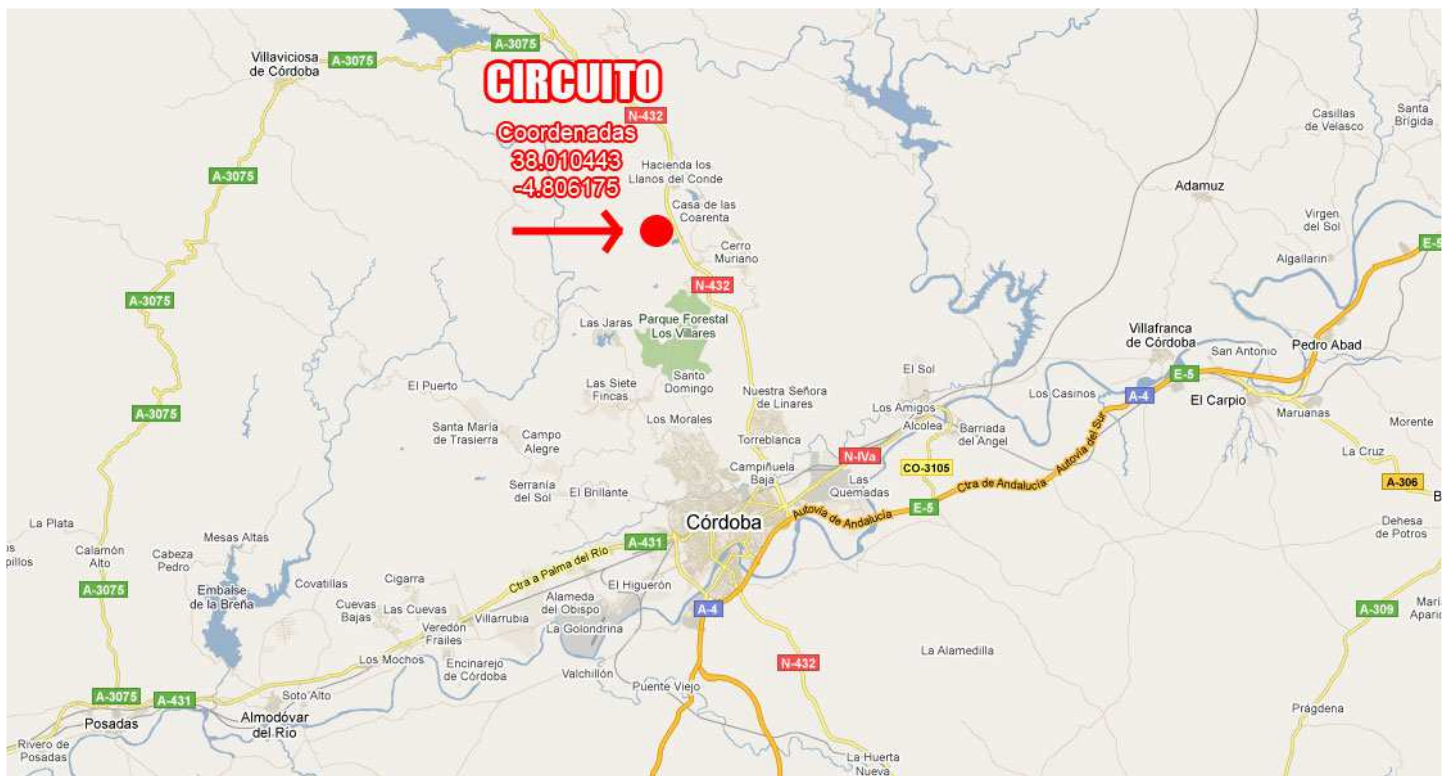 A-3075
A-3075
Villaviciosa
de Córdoba
A-3075
CIRCUITO
N-432
Coordenadas
38.010443
-4.806175
Hacienda los
Llanos del Conde
Casa de las
Coarenta
Cerro
Muriano
N-432
Casillas
de Velasco
Santa
Brígida
Adamuz
Virgen
del Sol
Algallarin
E-5
A-3075
A-3075
Las Jaras
Parque Forestal
Los Villares
Villafranca
de Córdoba
San Antonio
Pedro Abad
E-5
A-4
El Carpio
Maruanas
Morente
La Cruz
A-306
B
El Puerto
Las Siete
Fincas
Santo
Domingo
Nuestra Señora
de Linares
El Sol
Los Amigos
Alcolea
Los Casinos
Barriada
del Angel
A-3075
Santa María
de Trasierra
Campo
Alegre
Los Morales
Torreblanca
N-IVa
CO-3105
Autovía del Sur
Ctra de Andalucía
Serranía
del Sol
El Brillante
Campiñuela
Baja
Las
Quemadas
E-5
Autovía de Andalucía
Córdoba
A-431
Ctra a Palma del Río
La Plata
os
pillos
Calamón
Alto
Cabeza
Pedro
Mesas Altas
A-3075
Embalse
de la Breña
Covatillas
Cigarra
Cuevas
Bajas
Las Cuevas
Veredón
Frailes
Villarrubia
El Higuerón
Alameda
del Obispo
La Golondrina
A-4
Dehesa
de Potros
A-309
Marí
Aparic
Los Mochos
Encinarejo
de Córdoba
Valchillón
Puente Viejo
N-432
La Alamedilla
A-3075
A-431
Posadas
Soto Alto
Almodóvar
del Río
Rivero de
Posadas
La Huerta
Nueva
Prágdena